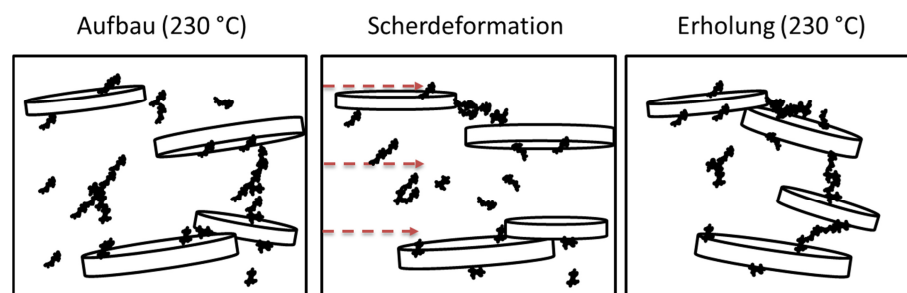 Aufbau (230 °C)
Scherdeformation
Erholung (230 °C)